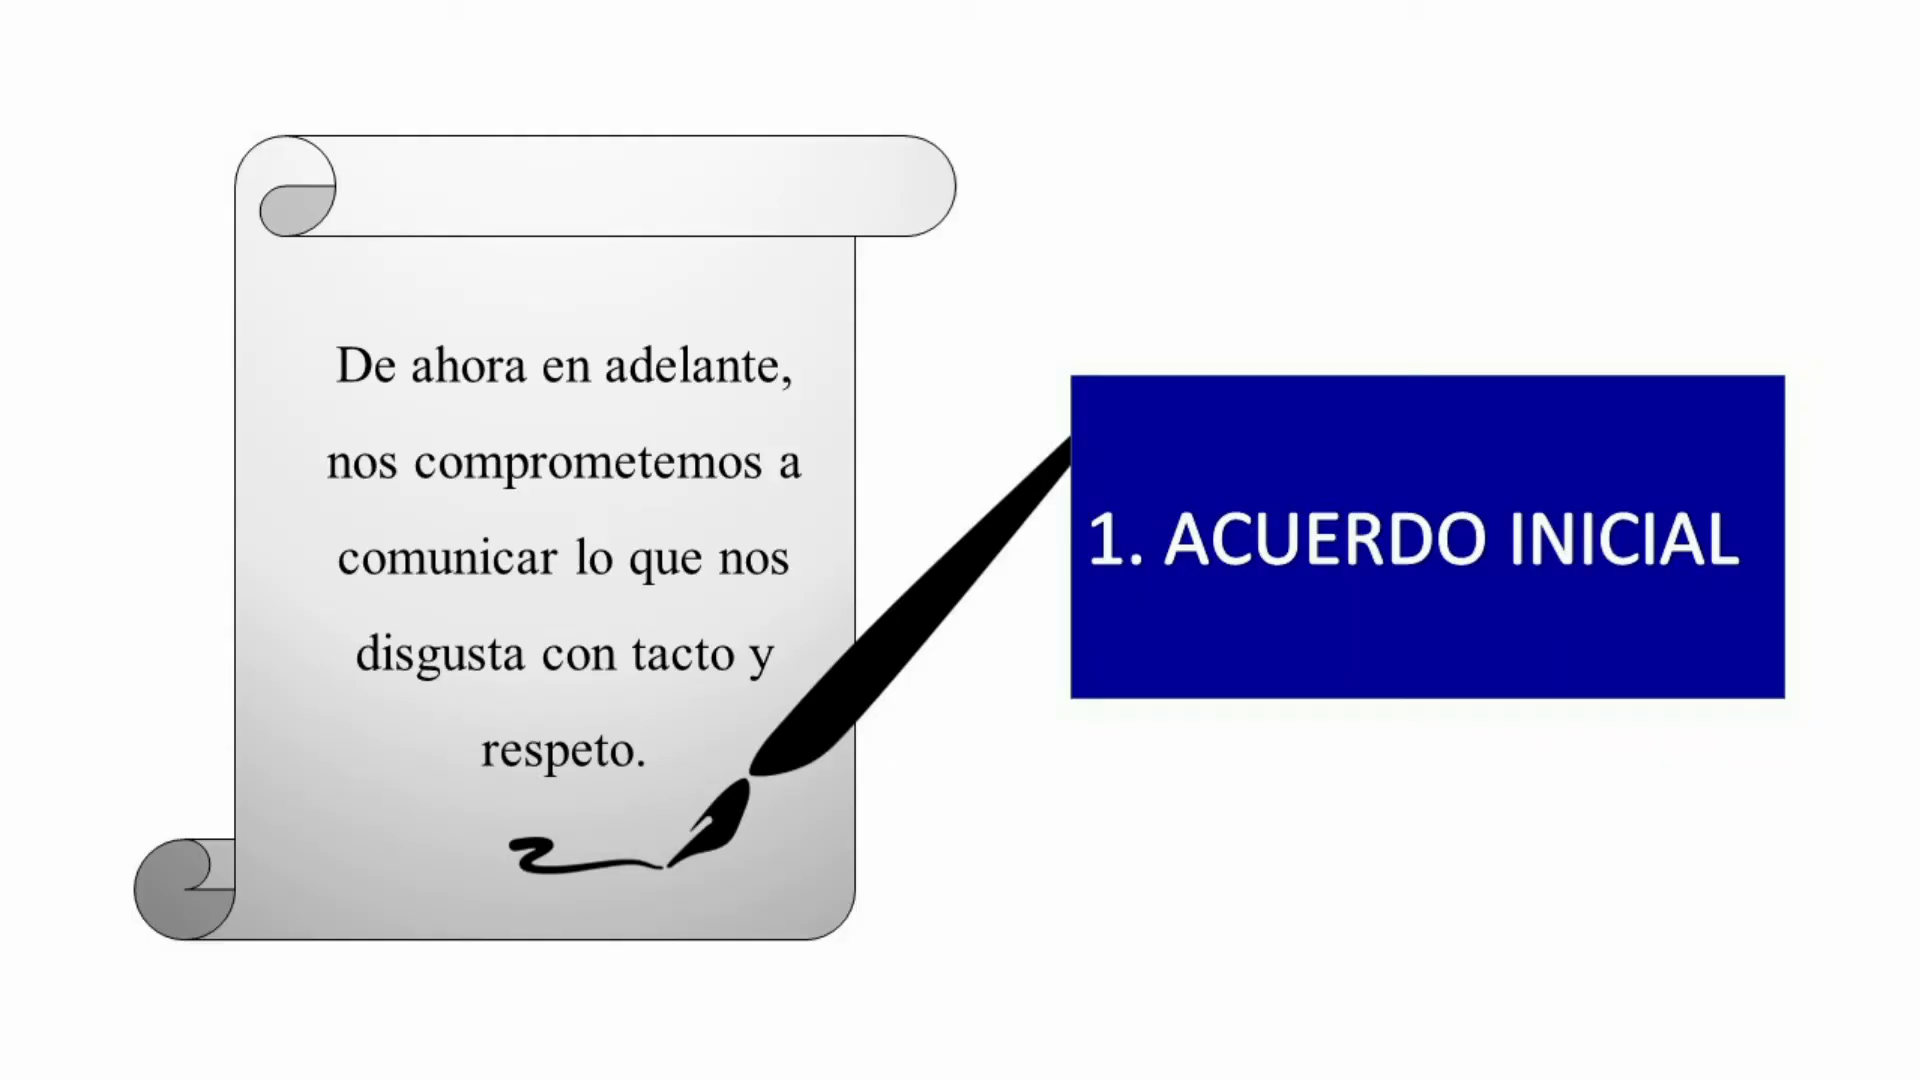 De ahora en adelante,
nos comprometemos a
comunicar lo que nos
disgusta con tacto y
respeto.
1. ACUERDO INICIAL